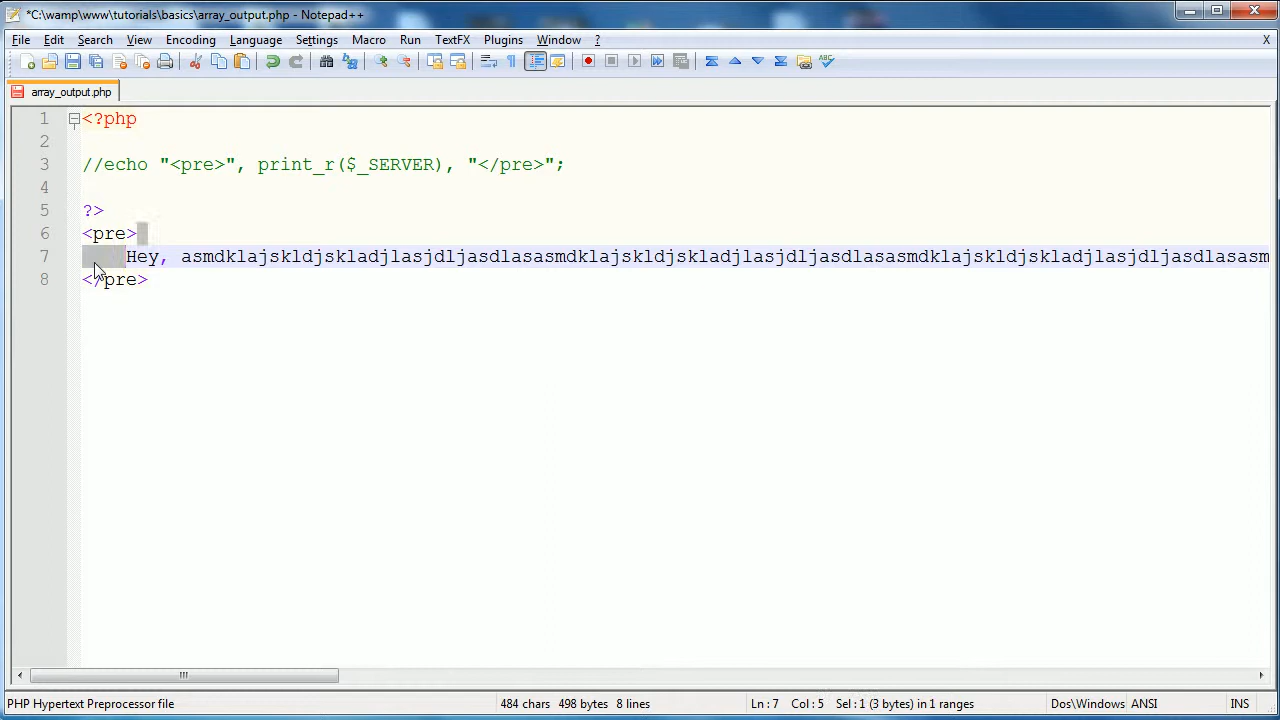 *C:\wamp\www\tutorials\basics\array_output.php - Notepad++
File Edit Search View Encoding Language Settings Macro Run TextFX Plugins Window ? X
array_output.php
1 <?php
2
3 //echo "<pre>", print_r($_SERVER), "</pre>";
4
5 ?>
6 <pre>
7 Hey, asmdklajskldjskladjlasjdljasdlasasmdklajskldjskladjlasjdljasdlasasmdklajskldjskladjlasjdljasdlasasm
8 </pre>
PHP Hypertext Preprocessor file 484 chars 498 bytes 8 lines Ln : 7 Col : 5 Sel : 1 (3 bytes) in 1 ranges Dos\Windows ANSI INS